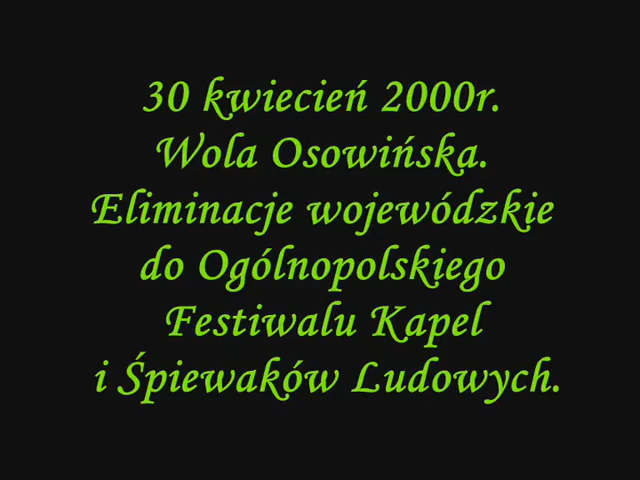 30 kwiecień 2000r.
Wola Osowińska.
Eliminacje wojewódzkie
do Ogólnopolskiego
Festiwalu Kapel
i Śpiewaków Ludowych.